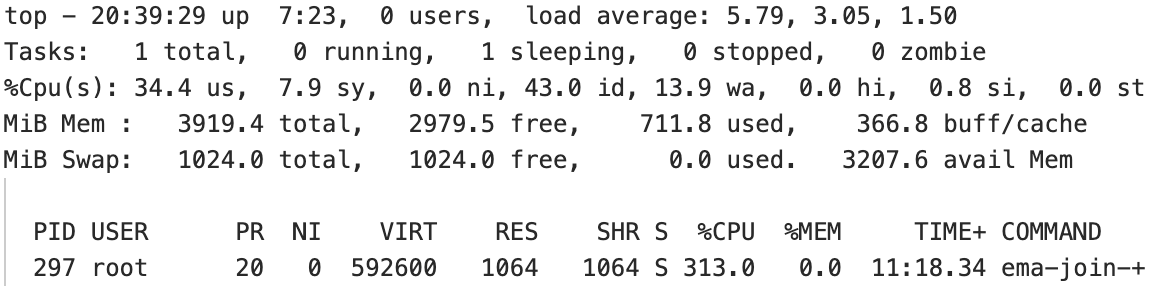 top - 20:39:29 up  7:23,  0 users,  load average: 5.79, 3.05, 1.50
Tasks:   1 total,   0 running,   1 sleeping,   0 stopped,   0 zombie
%Cpu(s): 34.4 us,  7.9 sy,  0.0 ni, 43.0 id, 13.9 wa,  0.0 hi,  0.8 si,  0.0 st
MiB Mem :   3919.4 total,   2979.5 free,    711.8 used,    366.8 buff/cache
MiB Swap:   1024.0 total,   1024.0 free,      0.0 used.   3207.6 avail Mem
  PID USER      PR  NI    VIRT    RES    SHR S  %CPU  %MEM     TIME+ COMMAND
  297 root      20   0  592600   1064   1064 S 313.0   0.0  11:18.34 ema-join-+